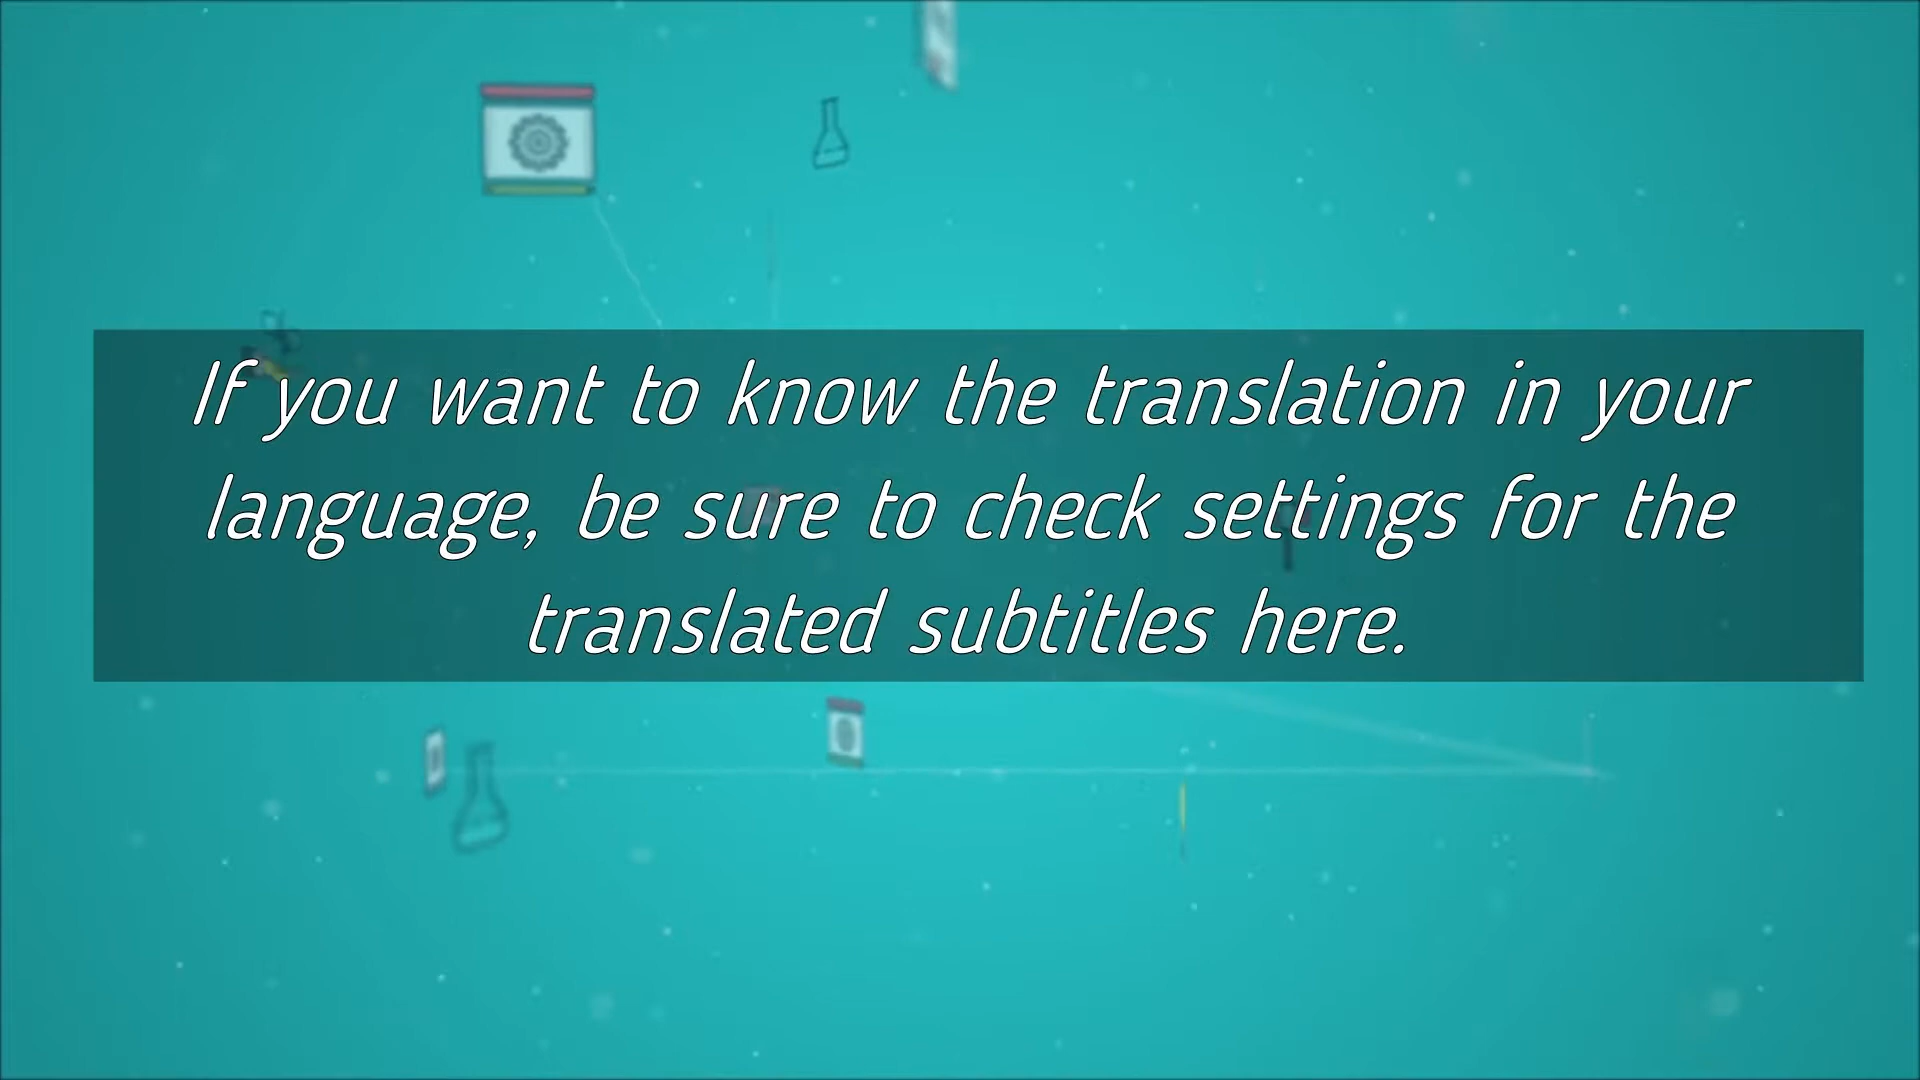 If you want to know the translation in your
language, be sure to check settings for the
translated subtitles here.